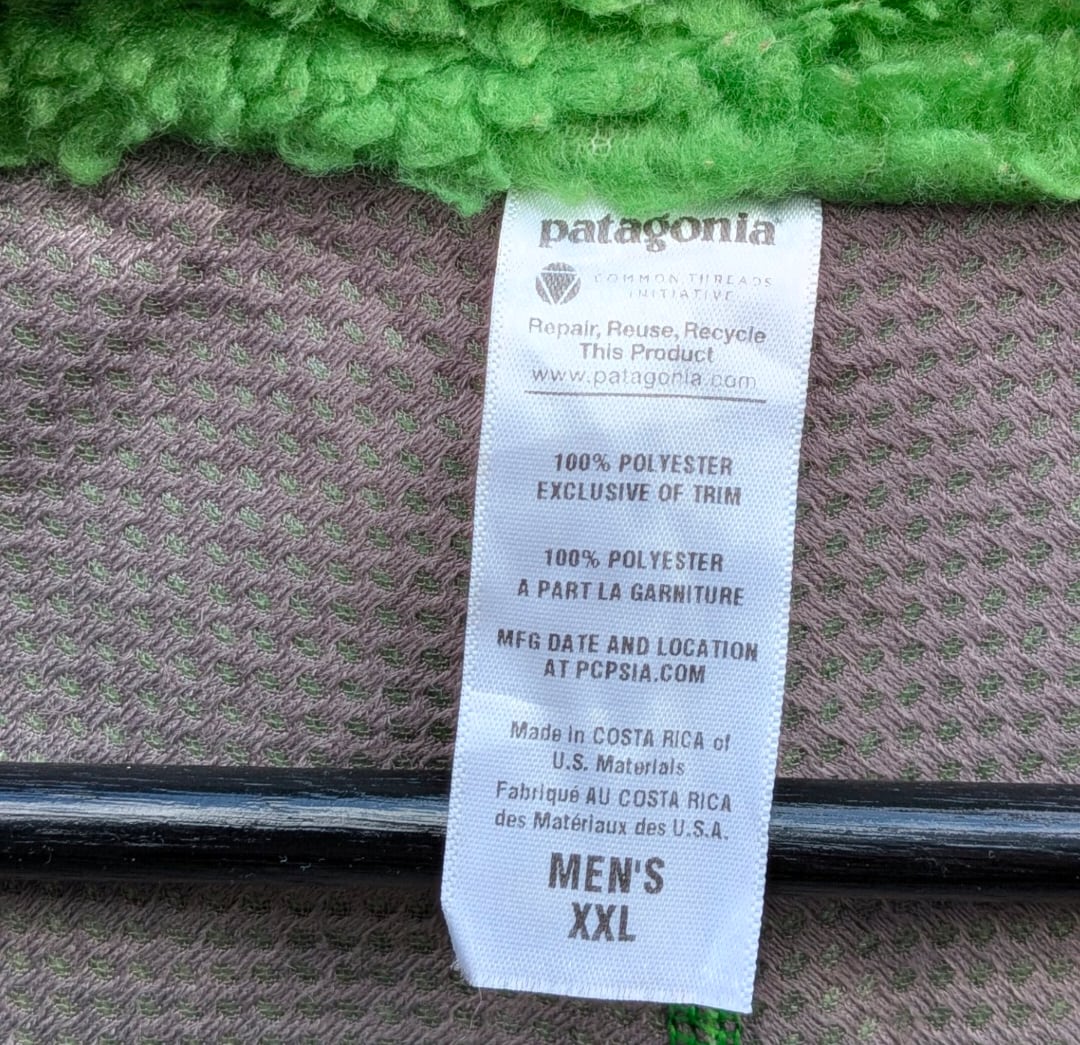 patagonia
COMMON THREADS
INITIATIVE
Repair, Reuse, Recycle
This Product
www.patagonia.com
100% POLYESTER
EXCLUSIVE OF TRIM
100% POLYESTER
A PART LA GARNITURE
MFG DATE AND LOCATION
AT PCPSIA.COM
Made in COSTA RICA of
U.S. Materials
Fabriqué AU COSTA RICA
des Matériaux des U.S.A.
MEN'S
XXL